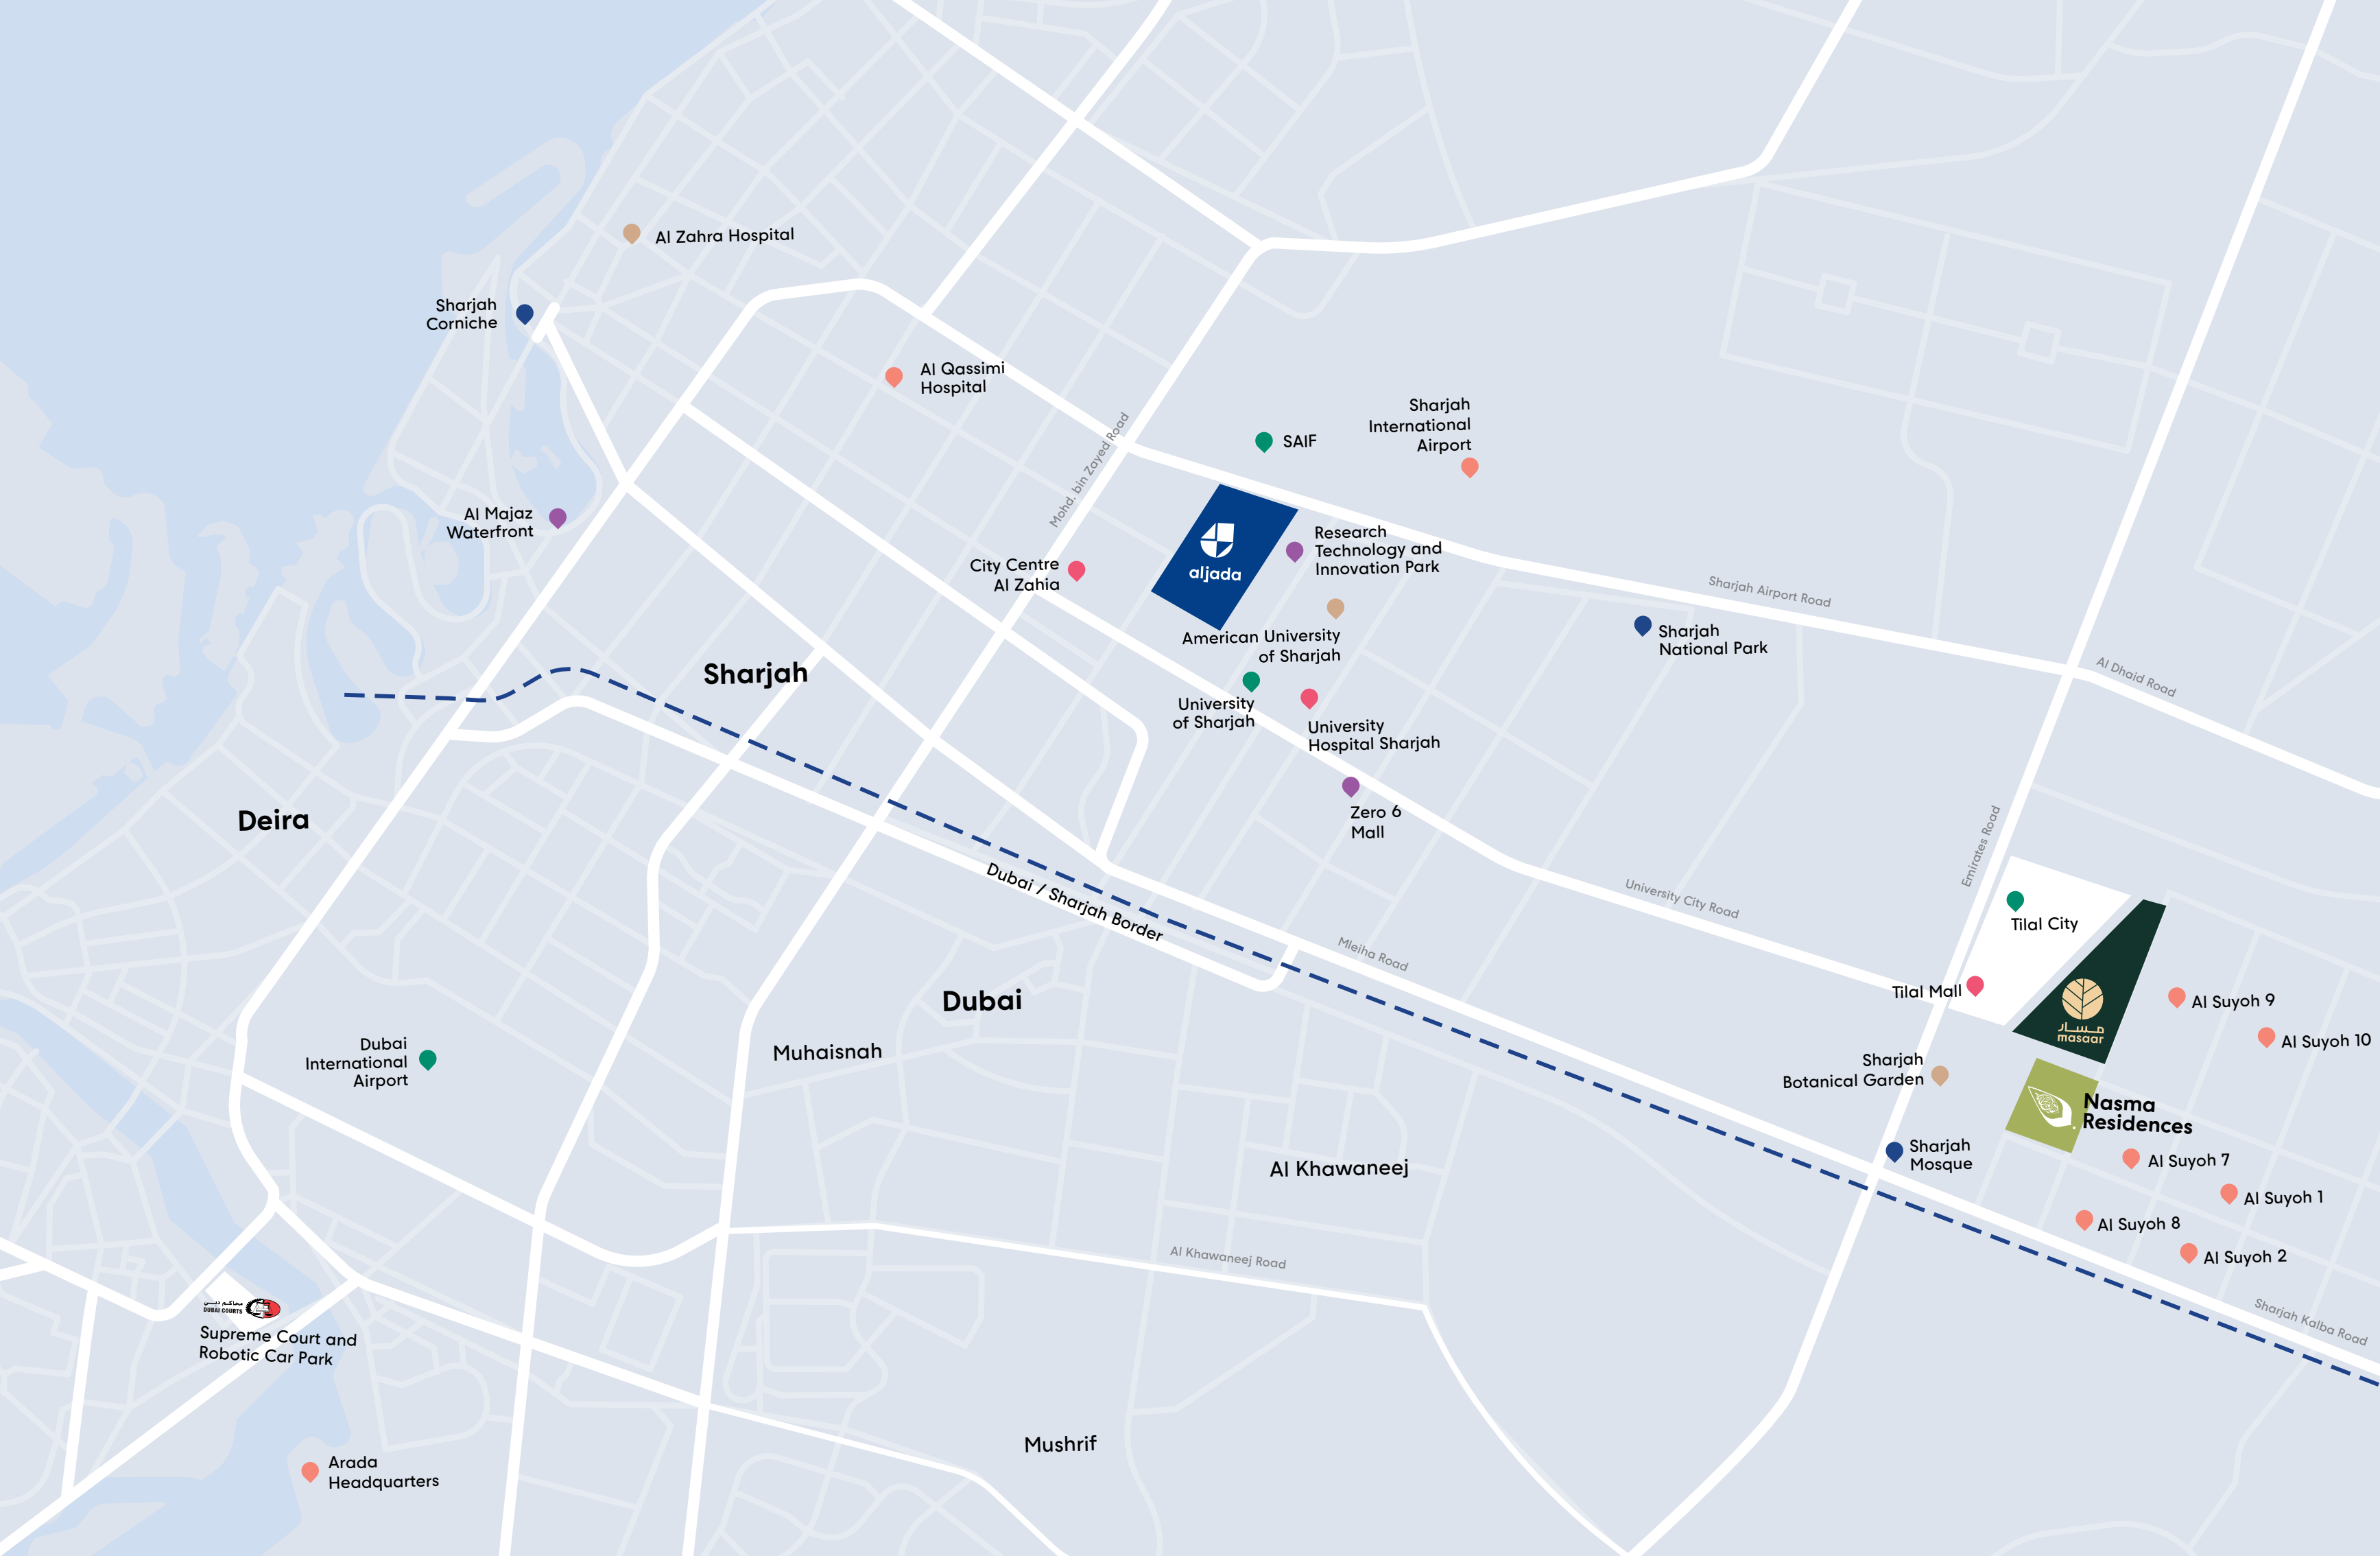 Al Zahra Hospital
Sharjah
Corniche
Al Qassimi
Hospital
Mohd. bin Zayed Road
SAIF
Sharjah
International
Airport
Al Majaz
Waterfront
aljada
Research
Technology and
Innovation Park
City Centre
Al Zahia
Sharjah Airport Road
American University
of Sharjah
Sharjah
National Park
Sharjah
Al Dhaid Road
University
of Sharjah
University
Hospital Sharjah
Deira
Zero 6
Mall
Emirates Road
Dubai / Sharjah Border
University City Road
Tilal City
Mleiha Road
Dubai
Tilal Mall
مسار
masaar
Al Suyoh 9
Al Suyoh 10
Dubai
International
Airport
Muhaisnah
Sharjah
Botanical Garden
Nasma
Residences
Al Khawaneej
Sharjah
Mosque
Al Suyoh 7
Al Suyoh 1
Al Suyoh 8
Al Suyoh 2
Al Khawaneej Road
محاكم دبي
DUBAI COURTS
Sharjah Kalba Road
Supreme Court and
Robotic Car Park
Mushrif
Arada
Headquarters